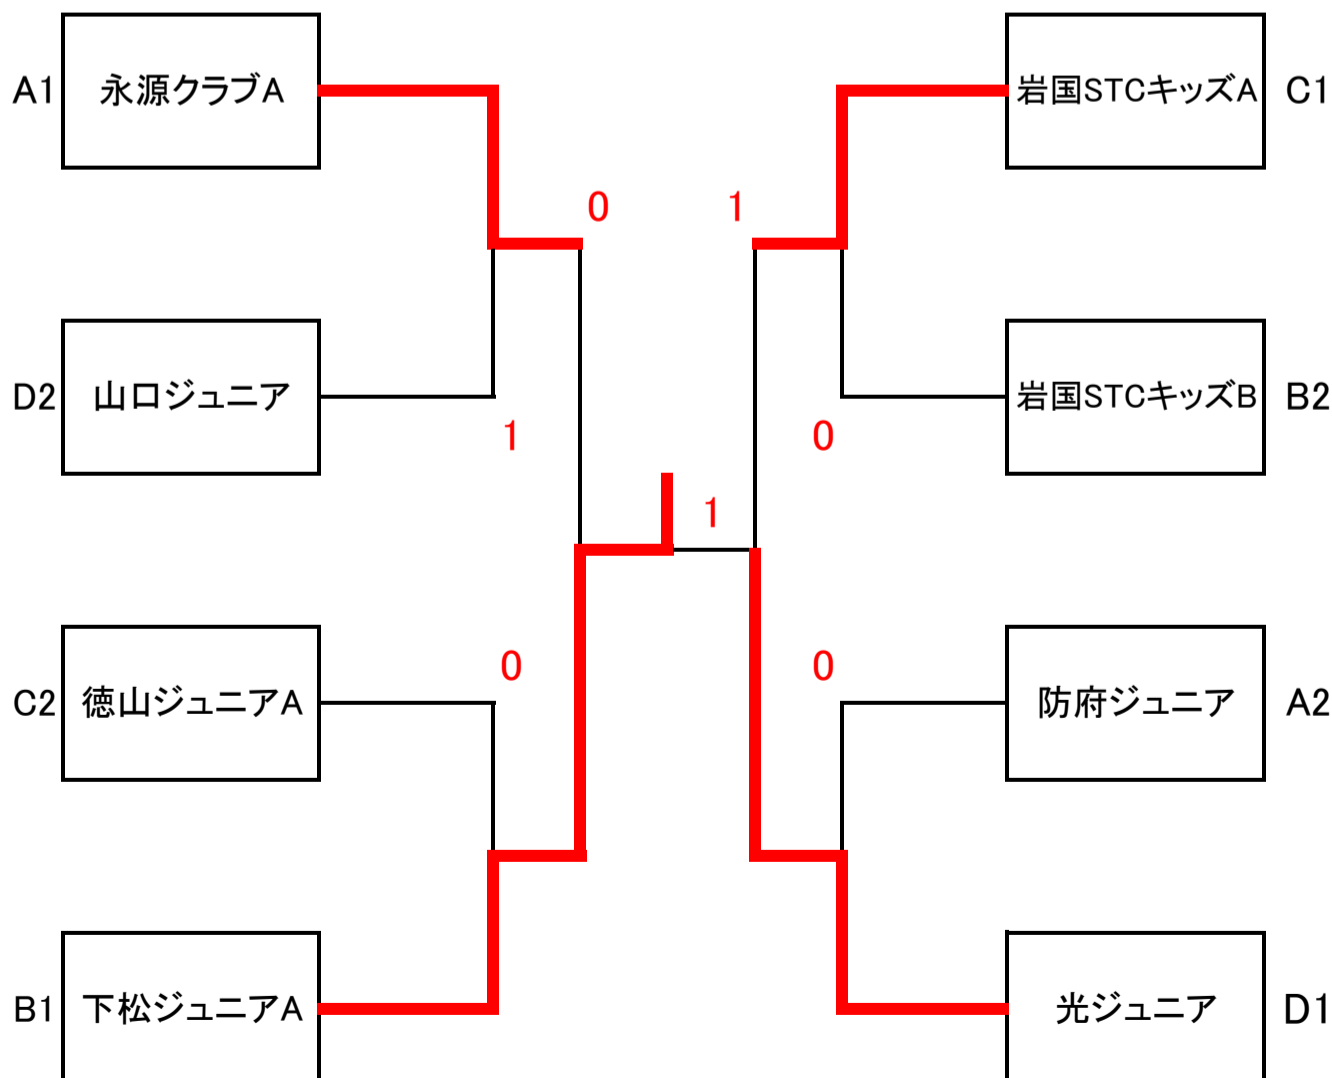 A1 永源クラブA
岩国STCキッズA C1
0 1
D2 山口ジュニア
岩国STCキッズB B2
1 0
1
0 0
C2 徳山ジュニアA
防府ジュニア A2
B1 下松ジュニアA
光ジュニア D1